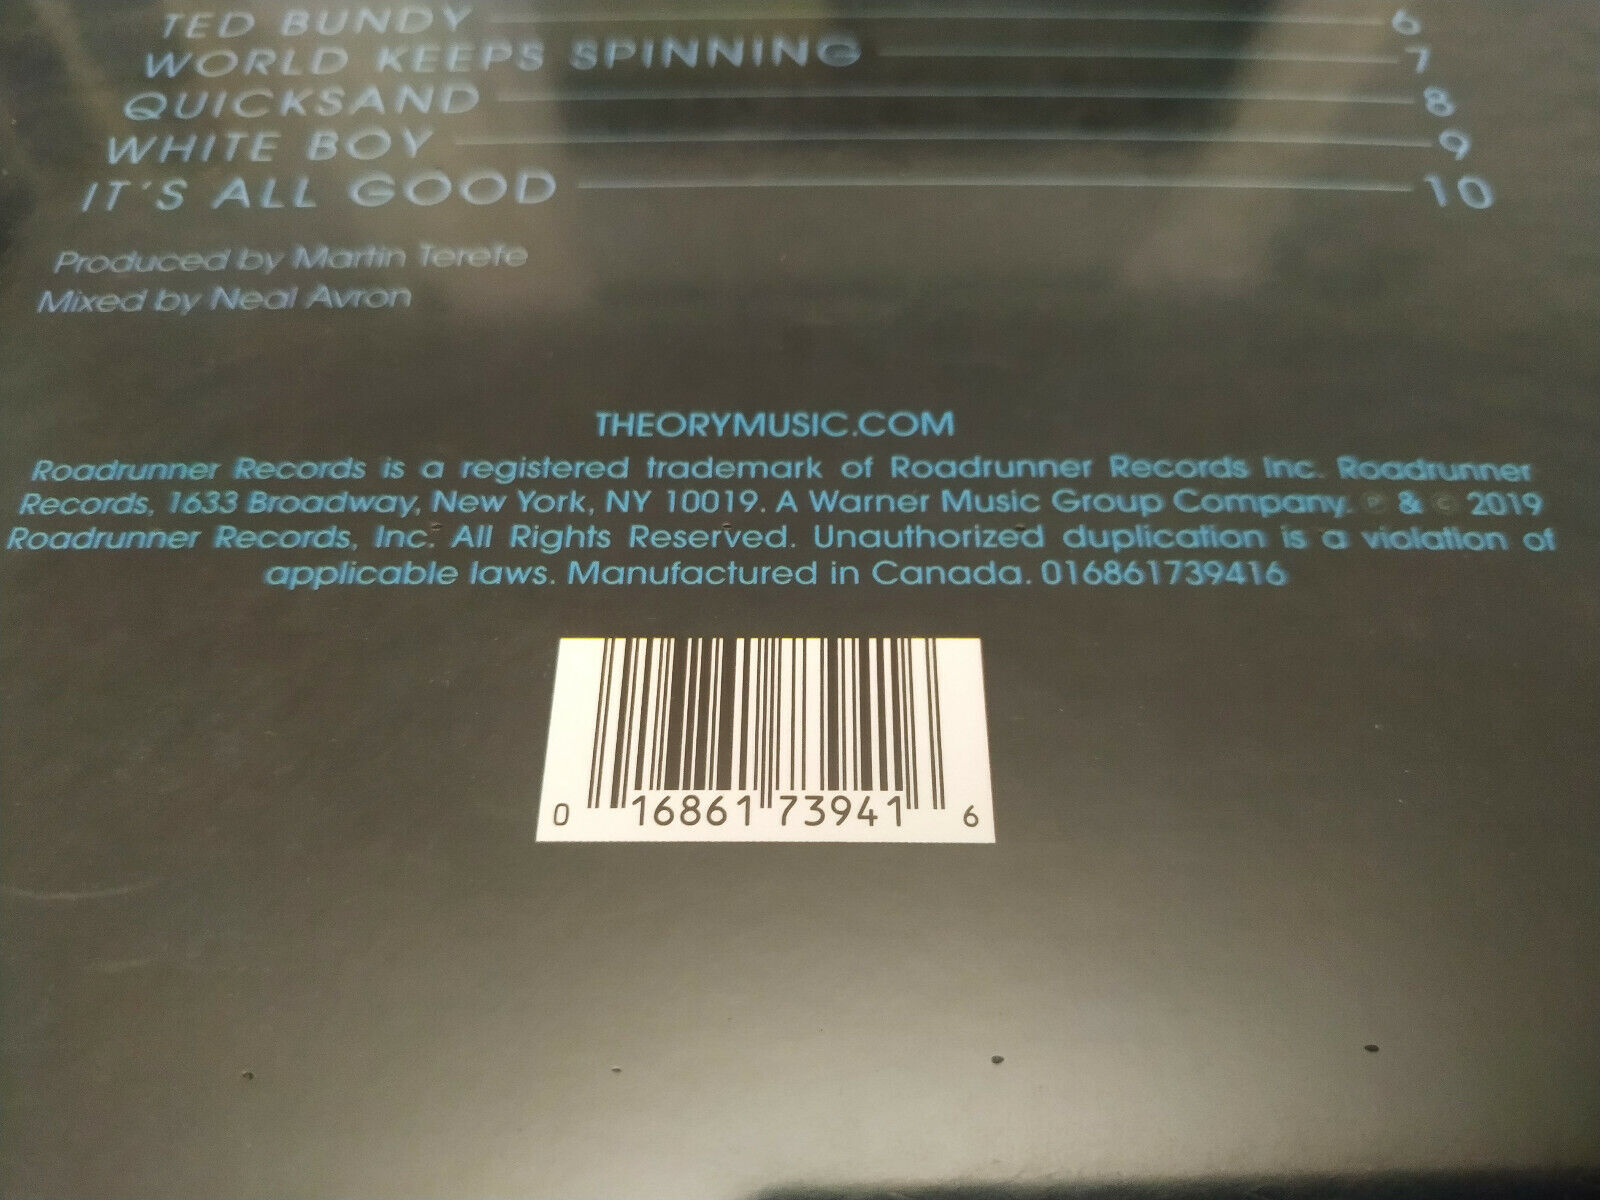 TED BUNDY 6
WORLD KEEPS SPINNING 7
QUICKSAND 8
WHITE BOY 9
IT'S ALL GOOD 10
Produced by Martin Terefe
Mixed by Neal Avron
THEORYMUSIC.COM
Roadrunner Records is a registered trademark of Roadrunner Records Inc. Roadrunner
Records, 1633 Broadway, New York, NY 10019. A Warner Music Group Company. ℗ & © 2019
Roadrunner Records, Inc. All Rights Reserved. Unauthorized duplication is a violation of
applicable laws. Manufactured in Canada. 016861739416
0 16861 73941 6